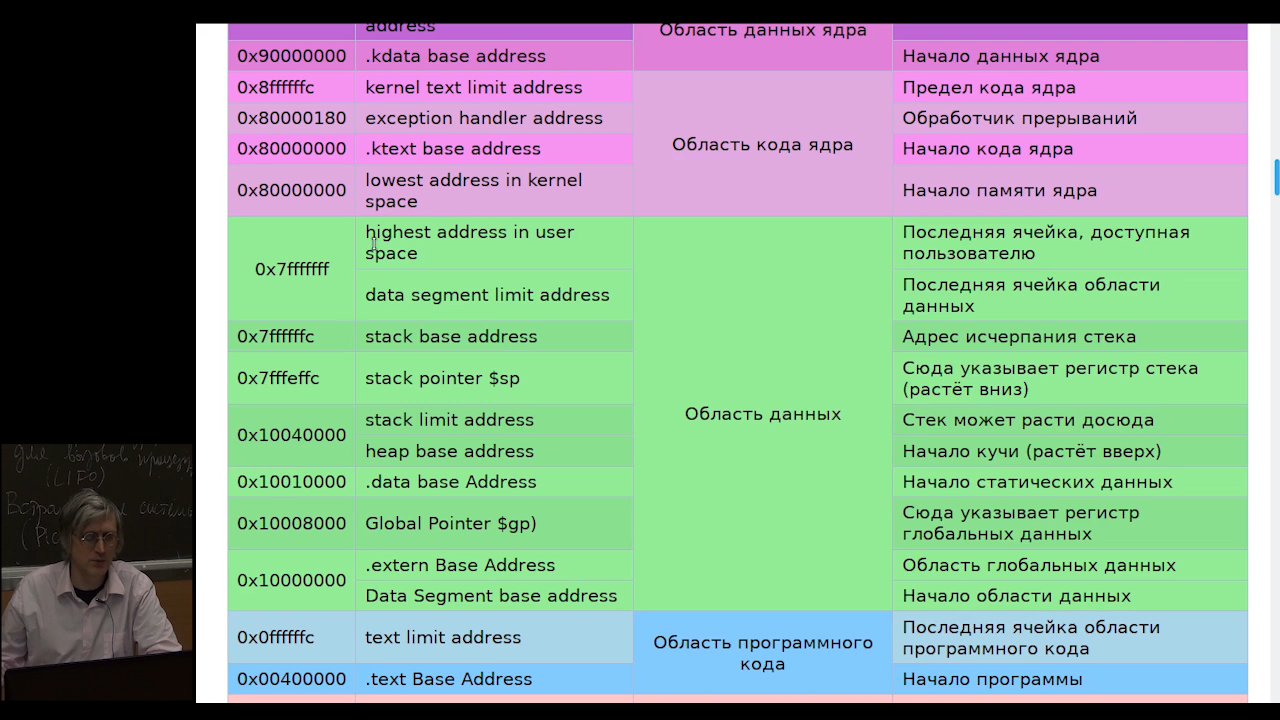 address
Область данных ядра
0x90000000 .kdata base address Начало данных ядра
0x8ffffffc kernel text limit address Предел кода ядра
0x80000180 exception handler address Обработчик прерываний
Область кода ядра
0x80000000 .ktext base address Начало кода ядра
0x80000000 lowest address in kernel
space
Начало памяти ядра
0x7fffffff
highest address in user
space
Последняя ячейка, доступная
пользователю
data segment limit address
Последняя ячейка области
данных
0x7ffffffc stack base address Адрес исчерпания стека
0x7fffeffc stack pointer $sp
Сюда указывает регистр стека
(растёт вниз)
Область данных
0x10040000
stack limit address Стек может расти досюда
heap base address Начало кучи (растёт вверх)
0x10010000 .data base Address Начало статических данных
0x10008000 Global Pointer $gp)
Сюда указывает регистр
глобальных данных
0x10000000
.extern Base Address Область глобальных данных
Data Segment base address Начало области данных
0x0ffffffc text limit address
Область программного
кода
Последняя ячейка области
программного кода
0x00400000 .text Base Address Начало программы
для вызовов
(LIFO)